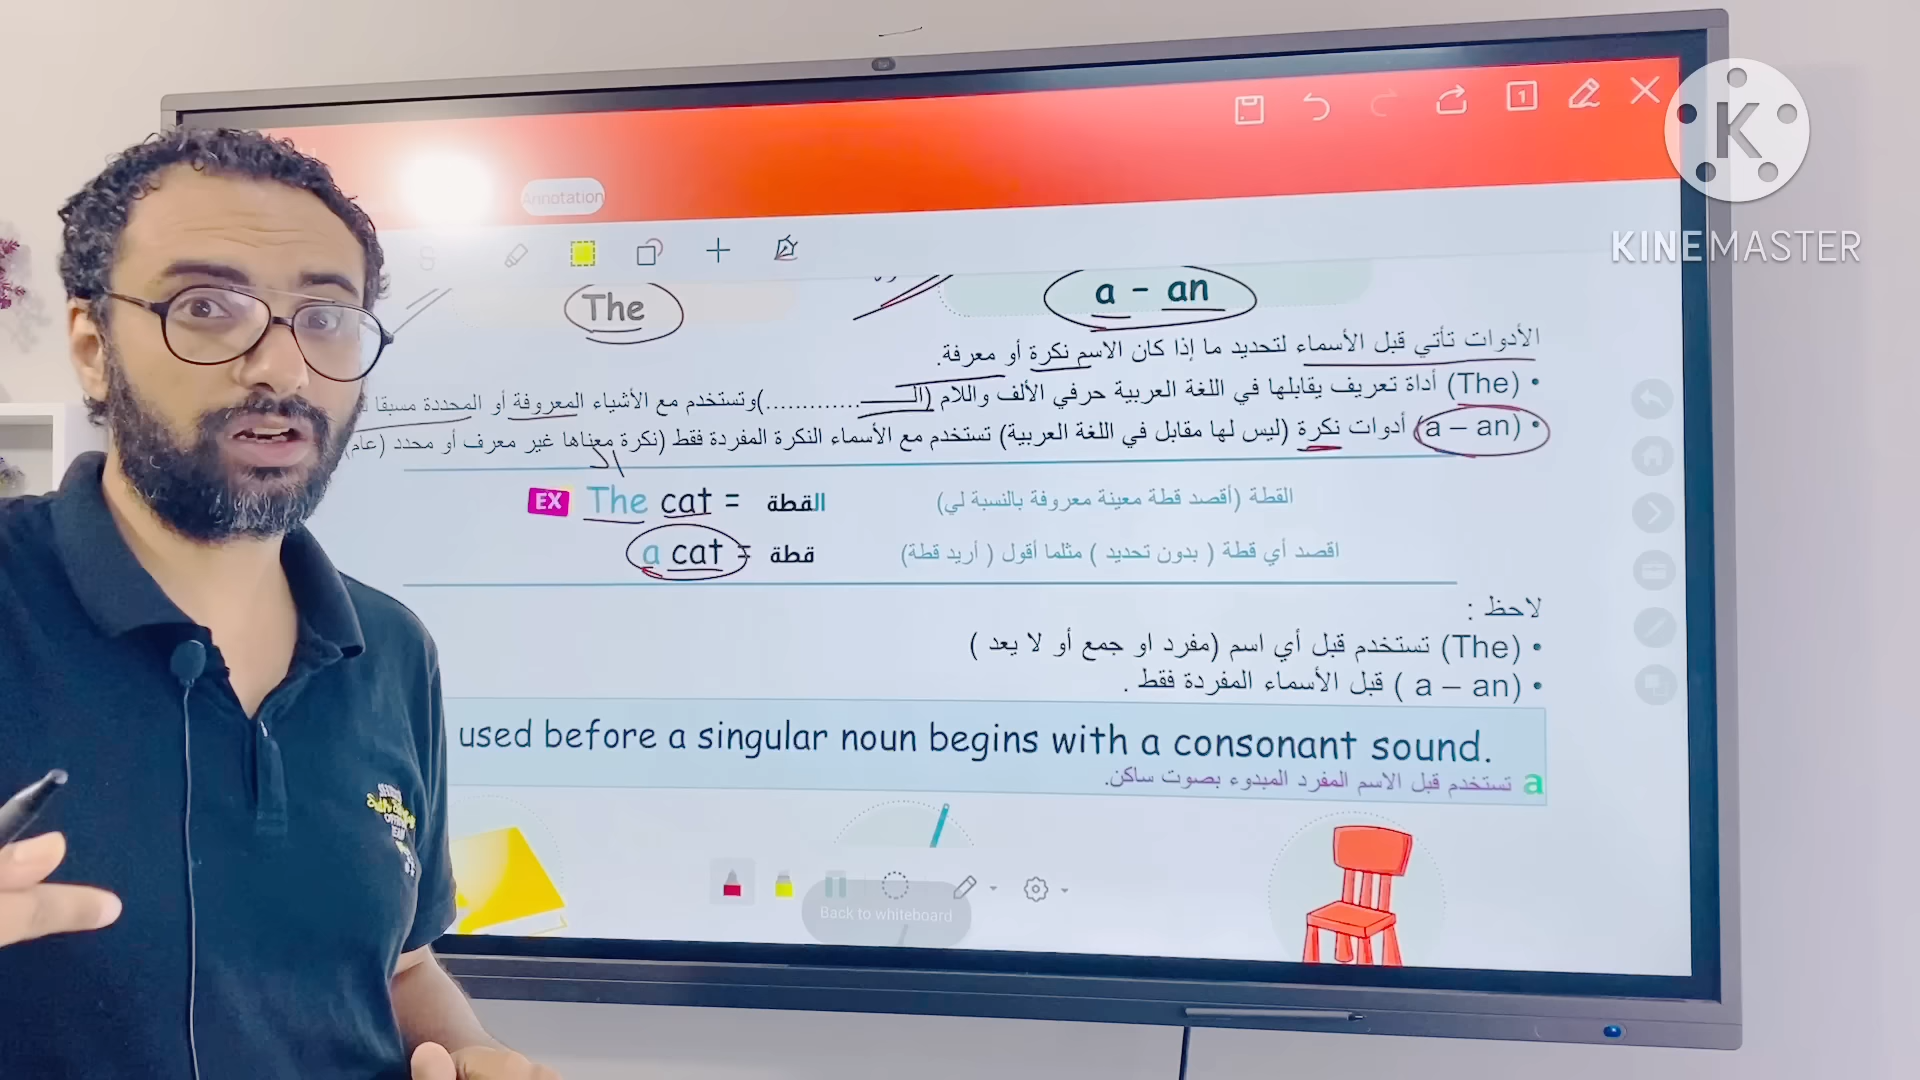 Annotation
K
KINEMASTER
The
a - an
الأدوات تأتي قبل الأسماء لتحديد ما إذا كان الاسم نكرة أو معرفة.
• (The) أداة تعريف يقابلها في اللغة العربية حرفي الألف واللام (الـ.............)وتستخدم مع الأشياء المعروفة أو المحددة مسبقا
• (a – an) أدوات نكرة (ليس لها مقابل في اللغة العربية) تستخدم مع الأسماء النكرة المفردة فقط (نكرة معناها غير معرف أو محدد (عام)
ال
EX The cat = القطة القطة (أقصد قطة معينة معروفة بالنسبة لي)
a cat = قطة اقصد أي قطة ( بدون تحديد ) مثلما أقول ( أريد قطة)
لاحظ :
• (The) تستخدم قبل أي اسم (مفرد او جمع أو لا يعد )
• ( a – an ) قبل الأسماء المفردة فقط .
used before a singular noun begins with a consonant sound.
a تستخدم قبل الاسم المفرد المبدوء بصوت ساكن.
Back to whiteboard